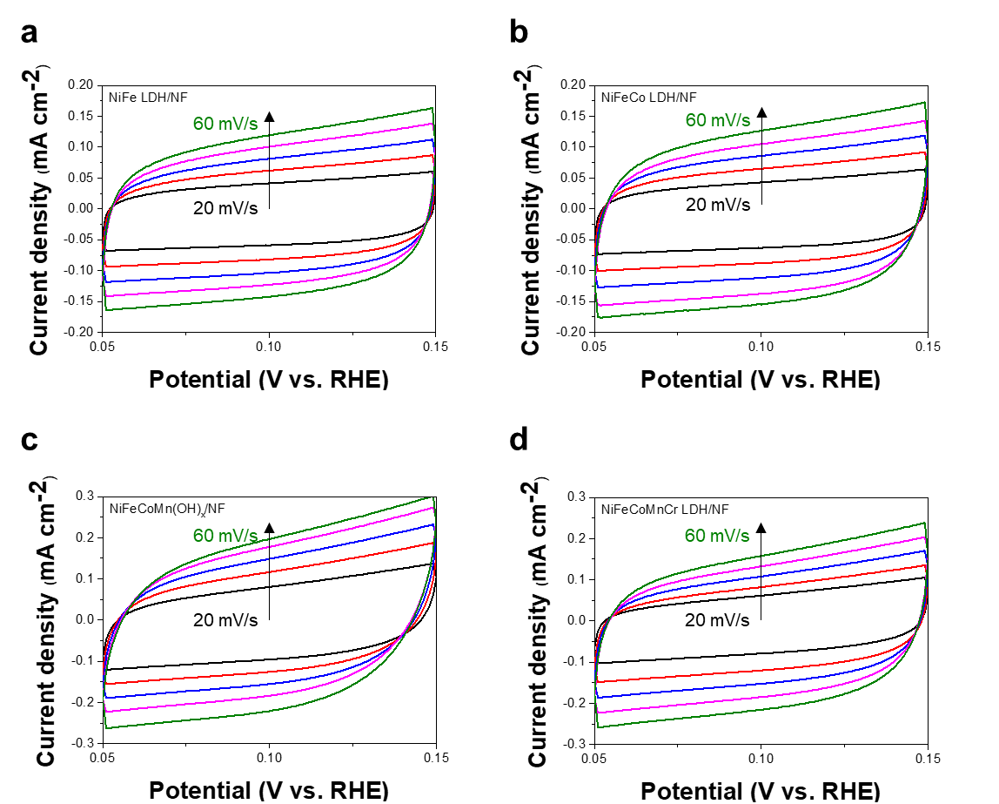 a
Current density (mA cm-2)
0.20
0.15
0.10
0.05
0.00
-0.05
-0.10
-0.15
-0.20
NiFe LDH/NF
60 mV/s
20 mV/s
0.05
0.10
0.15
Potential (V vs. RHE)
b
Current density (mA cm-2)
0.20
0.15
0.10
0.05
0.00
-0.05
-0.10
-0.15
-0.20
NiFeCo LDH/NF
60 mV/s
20 mV/s
0.05
0.10
0.15
Potential (V vs. RHE)
c
Current density (mA cm-2)
0.3
0.2
0.1
0.0
-0.1
-0.2
-0.3
NiFeCoMn(OH)x/NF
60 mV/s
20 mV/s
0.05
0.10
0.15
Potential (V vs. RHE)
d
Current density (mA cm-2)
0.3
0.2
0.1
0.0
-0.1
-0.2
-0.3
NiFeCoMnCr LDH/NF
60 mV/s
20 mV/s
0.05
0.10
0.15
Potential (V vs. RHE)